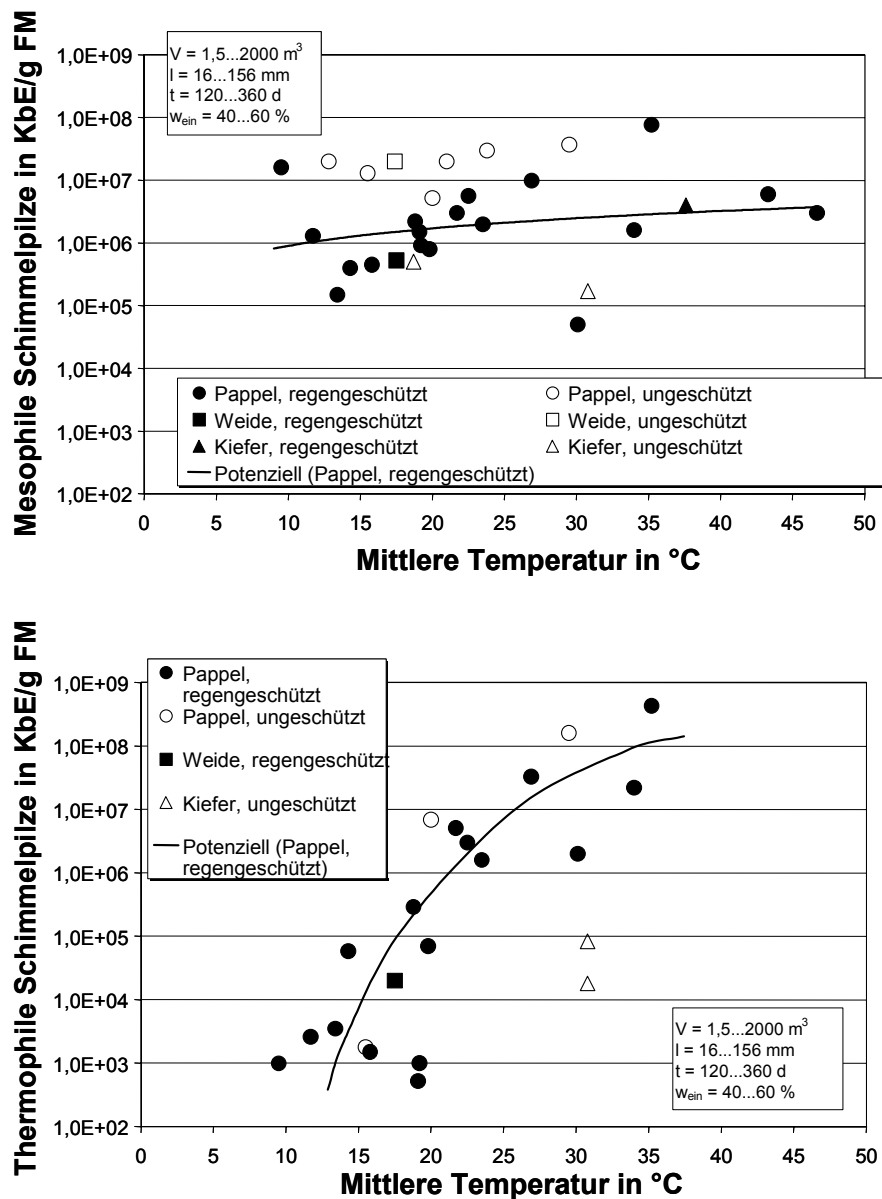 Mesophile Schimmelpilze in KbE/g FM
1,0E+09
1,0E+08
1,0E+07
1,0E+06
1,0E+05
1,0E+04
1,0E+03
1,0E+02
V = 1,5...2000 m³
l = 16...156 mm
t = 120...360 d
wein = 40...60 %
Pappel, regengeschützt
Pappel, ungeschützt
Weide, regengeschützt
Weide, ungeschützt
Kiefer, regengeschützt
Kiefer, ungeschützt
Potenziell (Pappel, regengeschützt)
0 5 10 15 20 25 30 35 40 45 50
Mittlere Temperatur in °C
Thermophile Schimmelpilze in KbE/g FM
1,0E+09
1,0E+08
1,0E+07
1,0E+06
1,0E+05
1,0E+04
1,0E+03
1,0E+02
Pappel,
regengeschützt
Pappel, ungeschützt
Weide, regengeschützt
Kiefer, ungeschützt
Potenziell (Pappel,
regengeschützt)
V = 1,5...2000 m³
l = 16...156 mm
t = 120...360 d
wein = 40...60 %
0 5 10 15 20 25 30 35 40 45 50
Mittlere Temperatur in °C